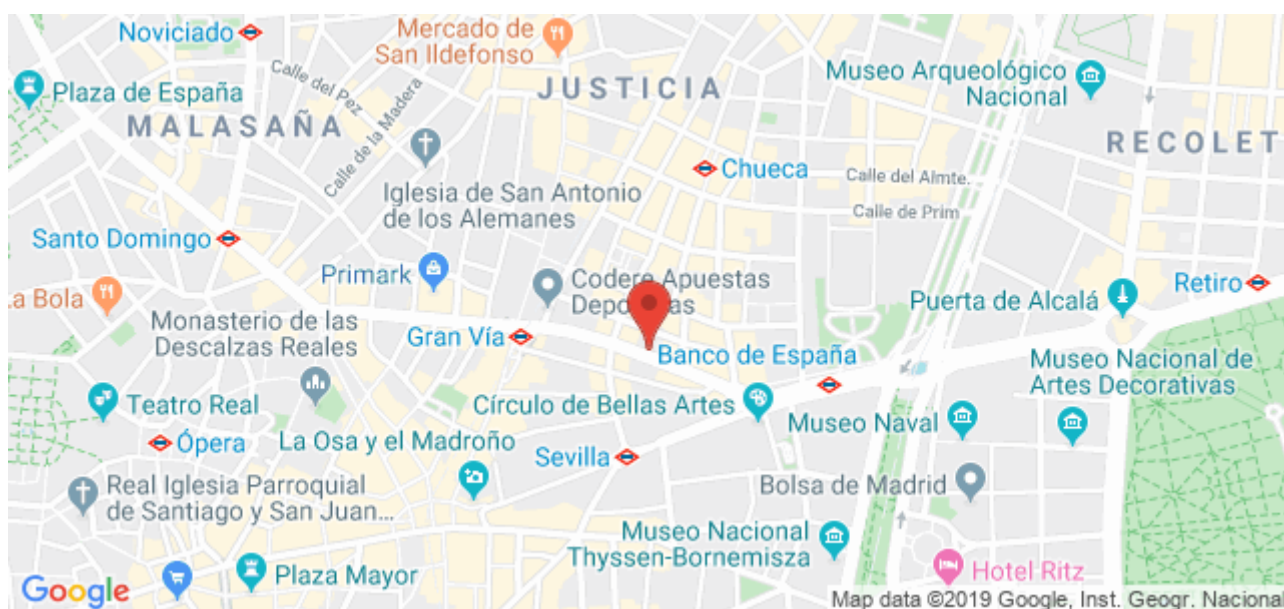 Noviciado
Mercado de
San Ildefonso
JUSTICIA
Museo Arqueológico
Nacional
Plaza de España
Calle del Pez
Calle de la Madera
MALASAÑA
RECOLET
Chueca
Calle del Almte.
Calle de Prim
Iglesia de San Antonio
de los Alemanes
Santo Domingo
Primark
Codere Apuestas
Deportivas
Retiro
La Bola
Puerta de Alcalá
Monasterio de las
Descalzas Reales
Gran Vía
Banco de España
Museo Nacional de
Artes Decorativas
Teatro Real
Círculo de Bellas Artes
Museo Naval
Ópera
La Osa y el Madroño
Sevilla
Real Iglesia Parroquial
de Santiago y San Juan...
Bolsa de Madrid
Museo Nacional
Thyssen-Bornemisza
Plaza Mayor
Hotel Ritz
Google
Map data ©2019 Google, Inst. Geogr. Naciona